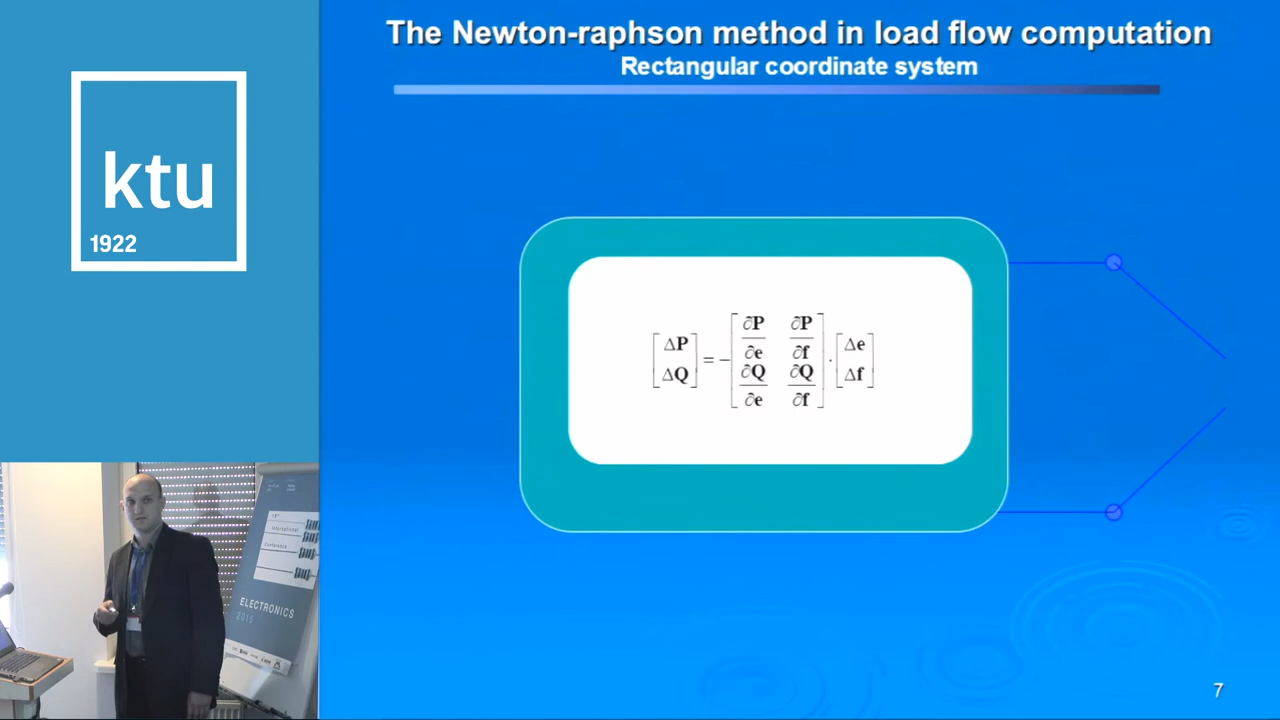 The Newton-raphson method in load flow computation
Rectangular coordinate system
ktu
1922
[ΔP ΔQ] = −[∂P/∂e ∂P/∂f ∂Q/∂e ∂Q/∂f] · [Δe Δf]
International
Conference
ELECTRONICS
2015
7